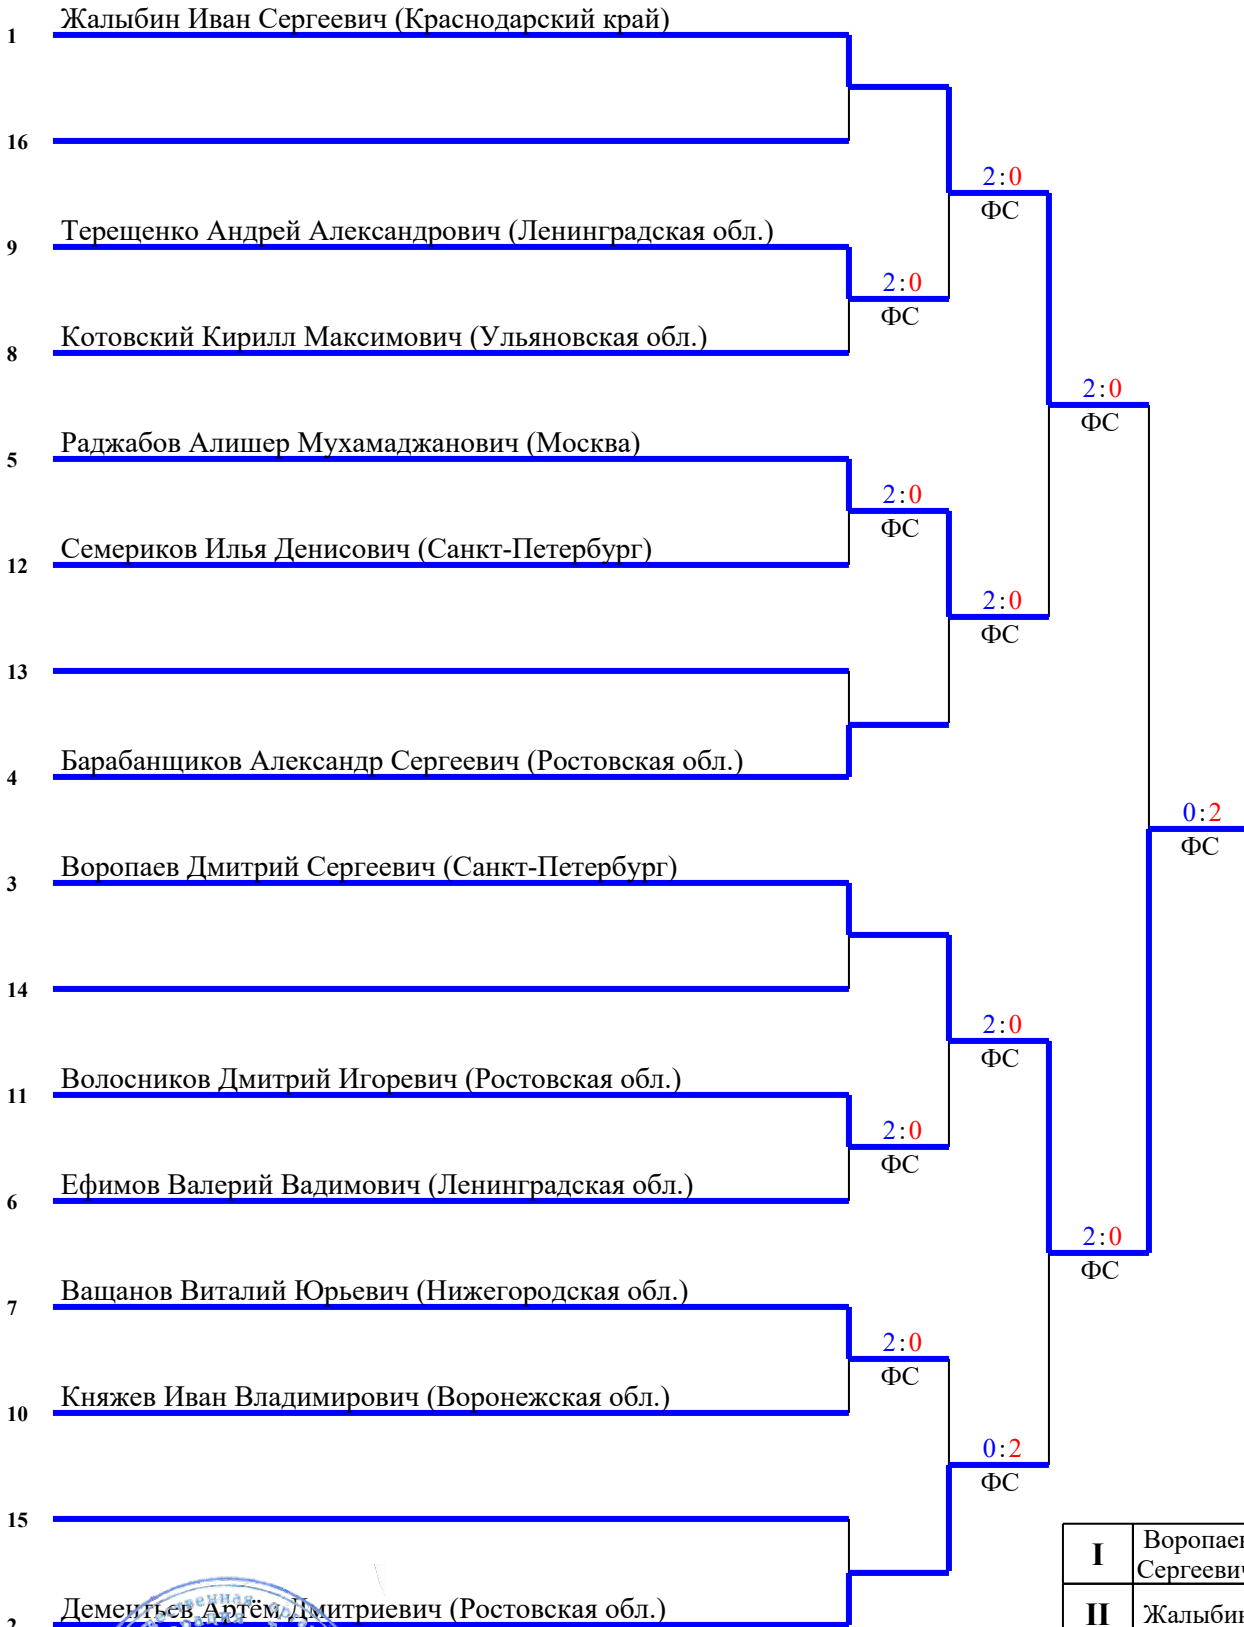 Жалыбин Иван Сергеевич (Краснодарский край)
1
16
2:0
ФС
Терещенко Андрей Александрович (Ленинградская обл.)
9
2:0
ФС
Котовский Кирилл Максимович (Ульяновская обл.)
8
2:0
ФС
Раджабов Алишер Мухамаджанович (Москва)
5
2:0
ФС
Семериков Илья Денисович (Санкт-Петербург)
12
2:0
ФС
13
Барабанщиков Александр Сергеевич (Ростовская обл.)
4
0:2
ФС
Воропаев Дмитрий Сергеевич (Санкт-Петербург)
3
14
2:0
ФС
Волосников Дмитрий Игоревич (Ростовская обл.)
11
2:0
ФС
Ефимов Валерий Вадимович (Ленинградская обл.)
6
2:0
ФС
Ващанов Виталий Юрьевич (Нижегородская обл.)
7
2:0
ФС
Княжев Иван Владимирович (Воронежская обл.)
10
0:2
ФС
15
I Воропаев
Сергеевич
Дементьев Артём Дмитриевич (Ростовская обл.)
2
II Жалыбин